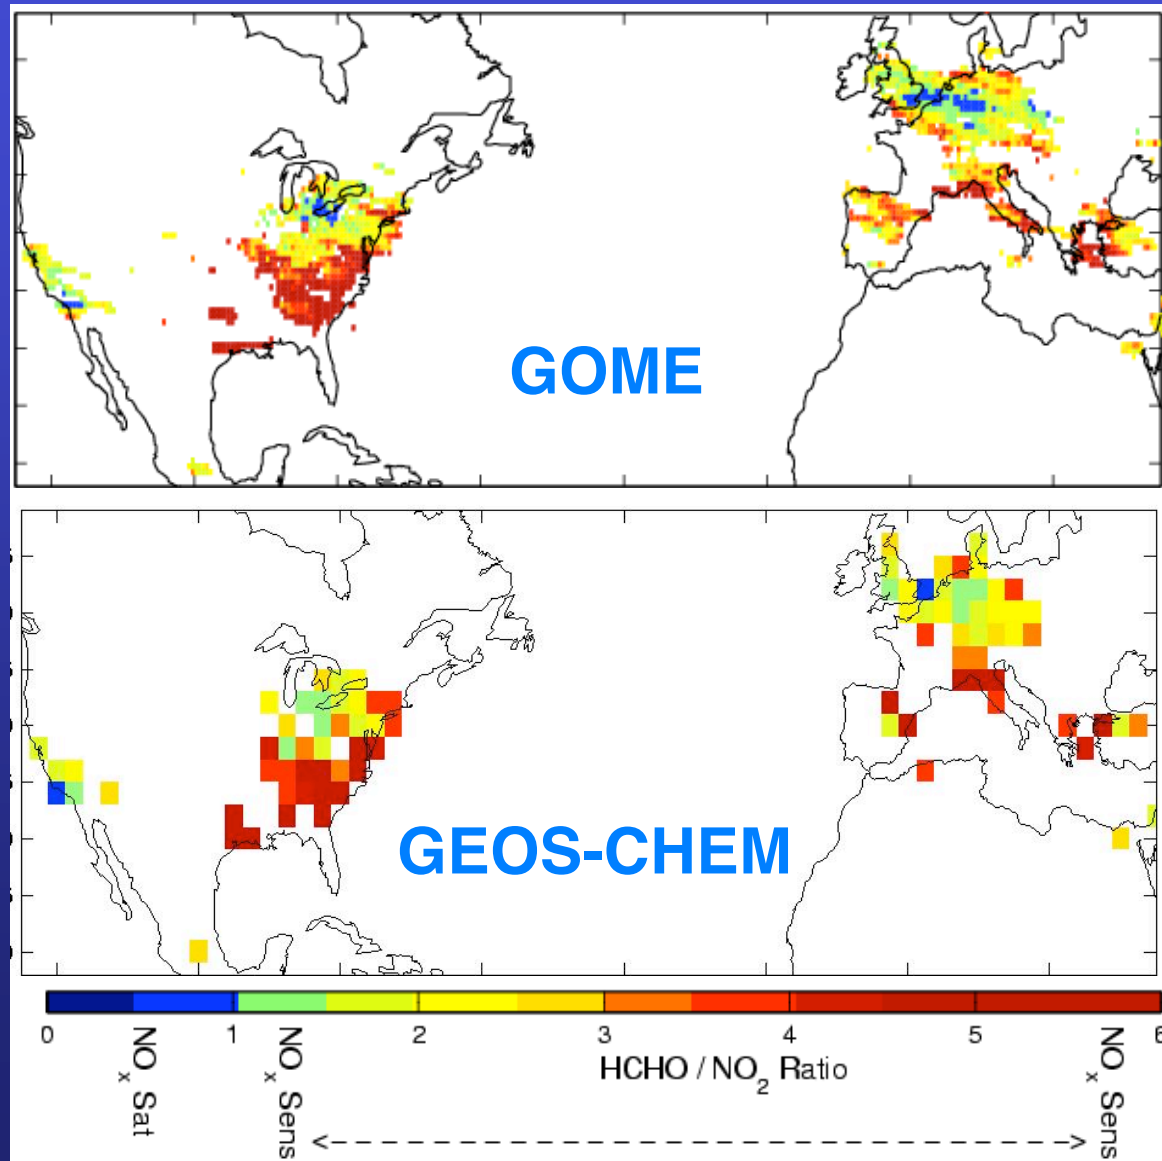 GOME
GEOS-CHEM
0 1 2 3 4 5 6
NOx Sat
NOx Sens
HCHO / NO2 Ratio
NOx Sens